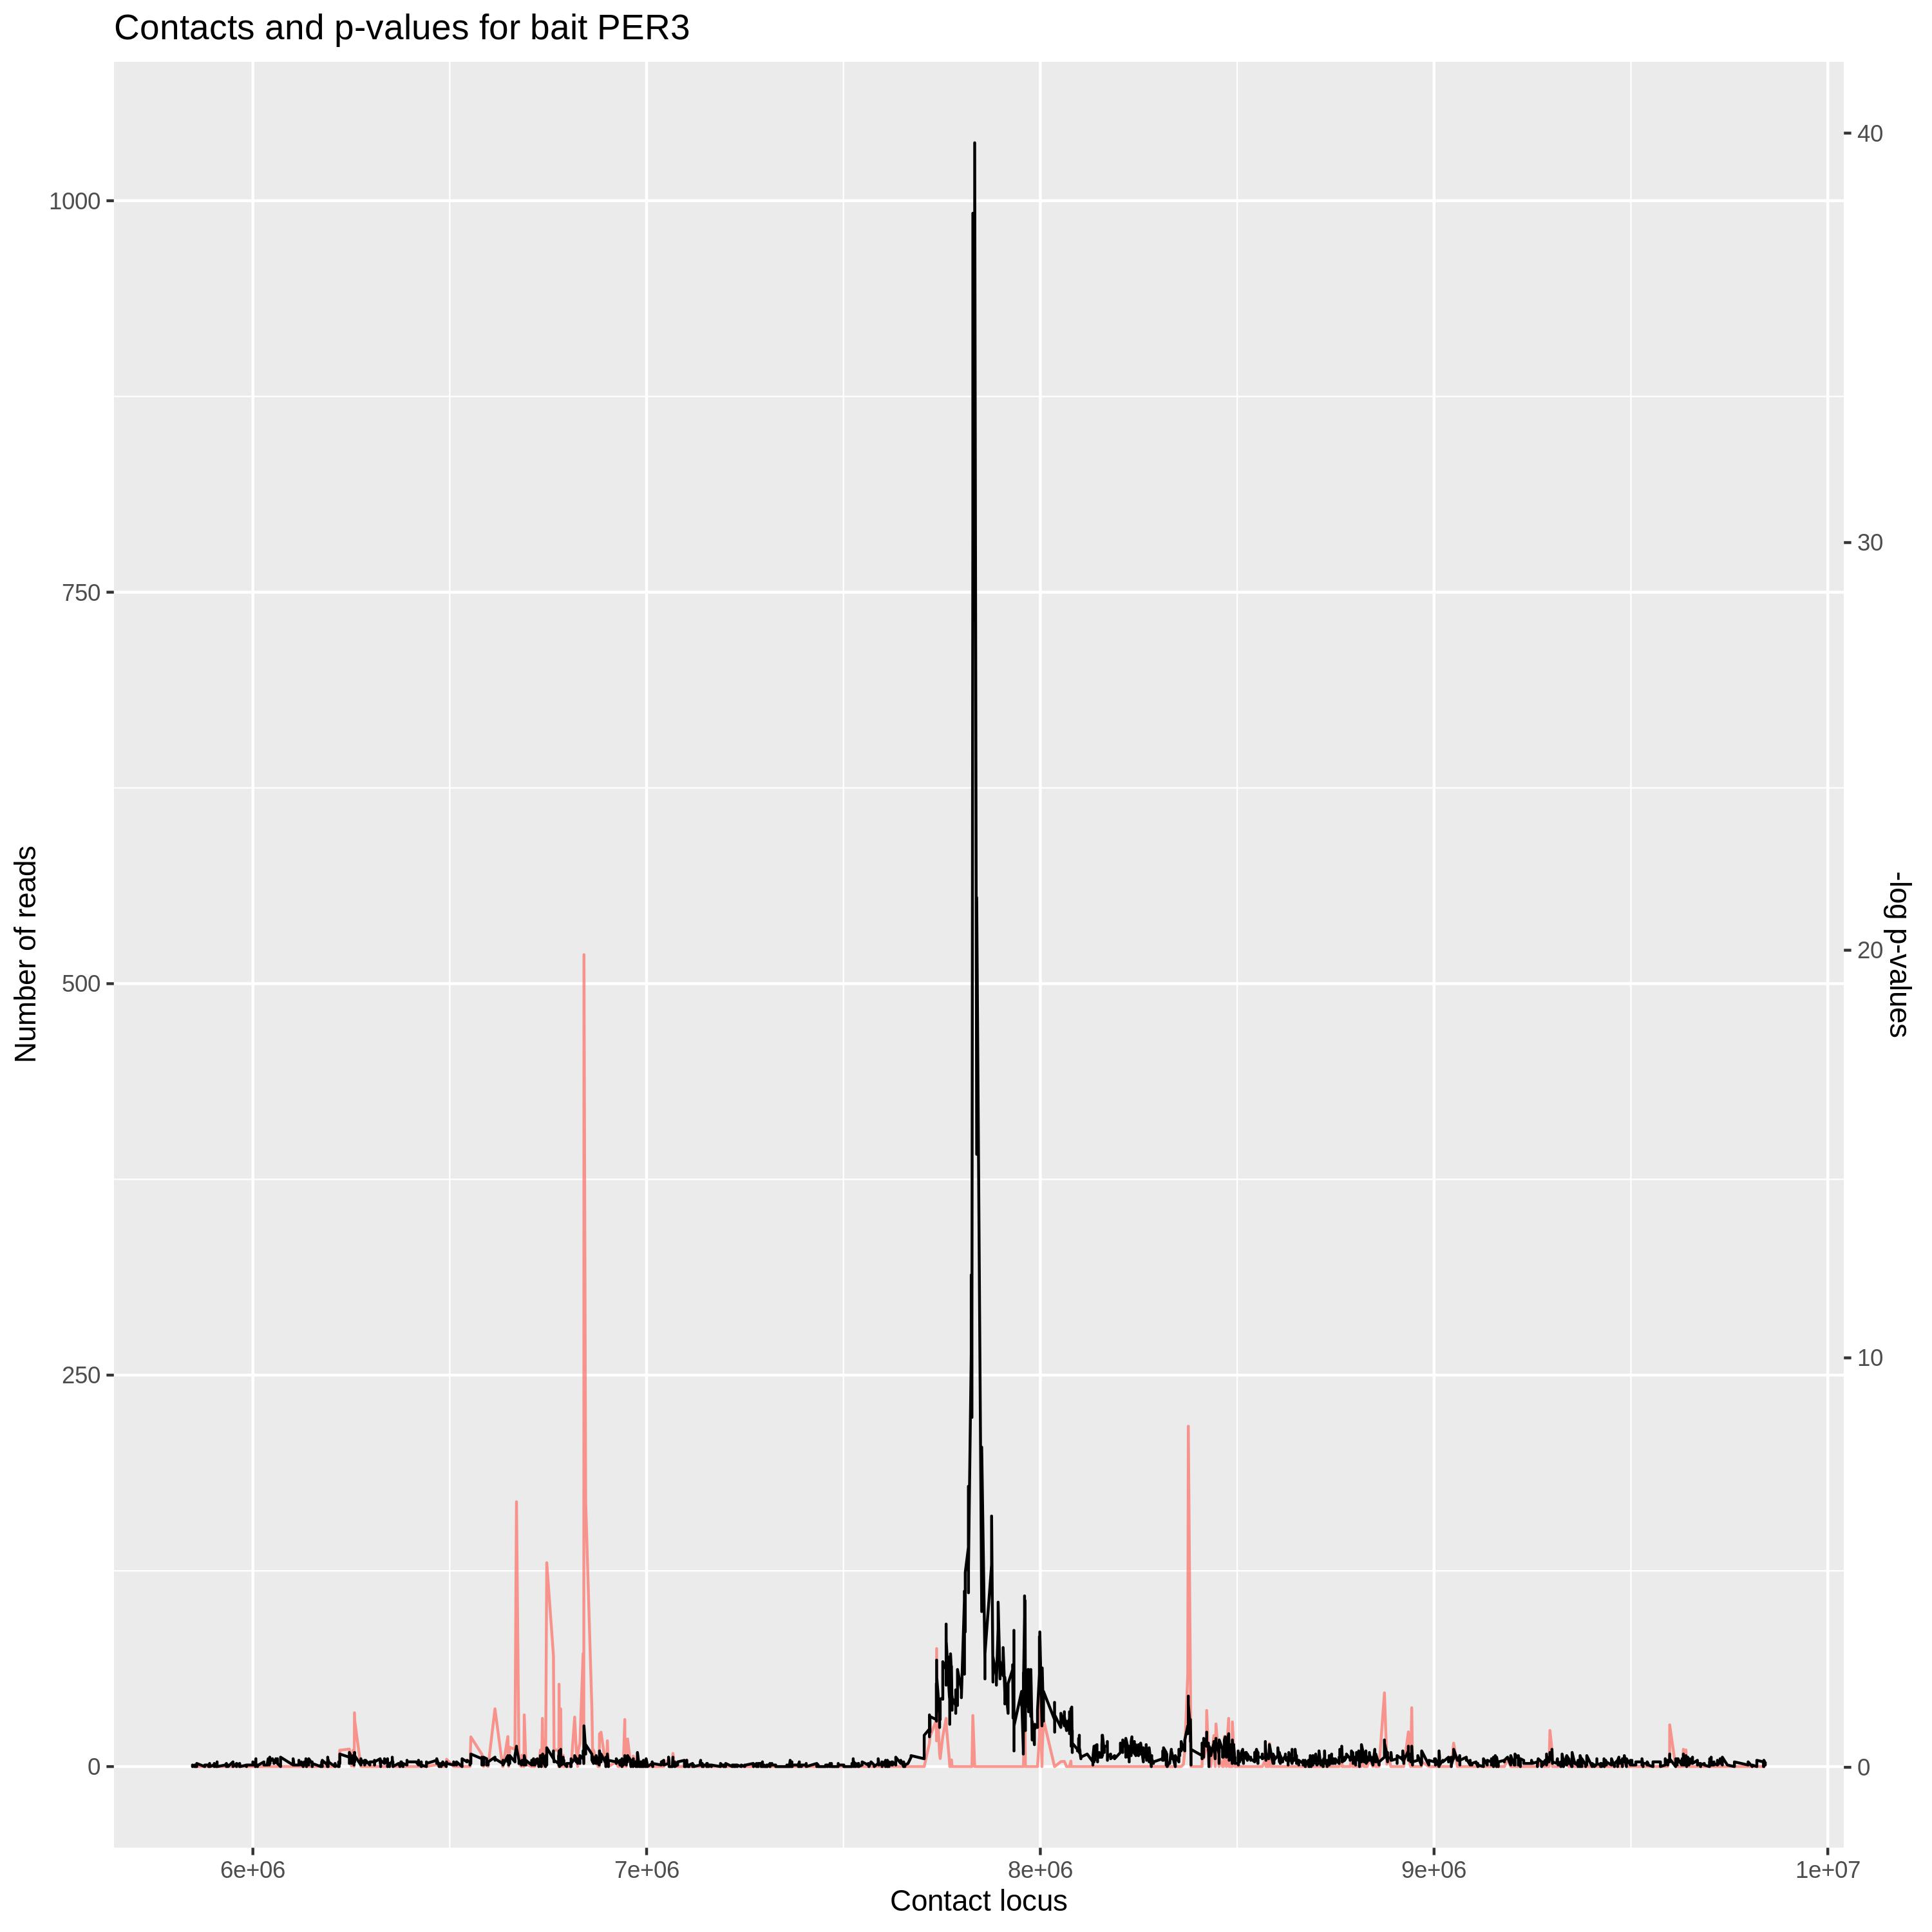 Contacts and p-values for bait PER3
1000
750
500
250
0
Number of reads
40
30
20
10
0
-log p-values
6e+06
7e+06
8e+06
9e+06
1e+07
Contact locus